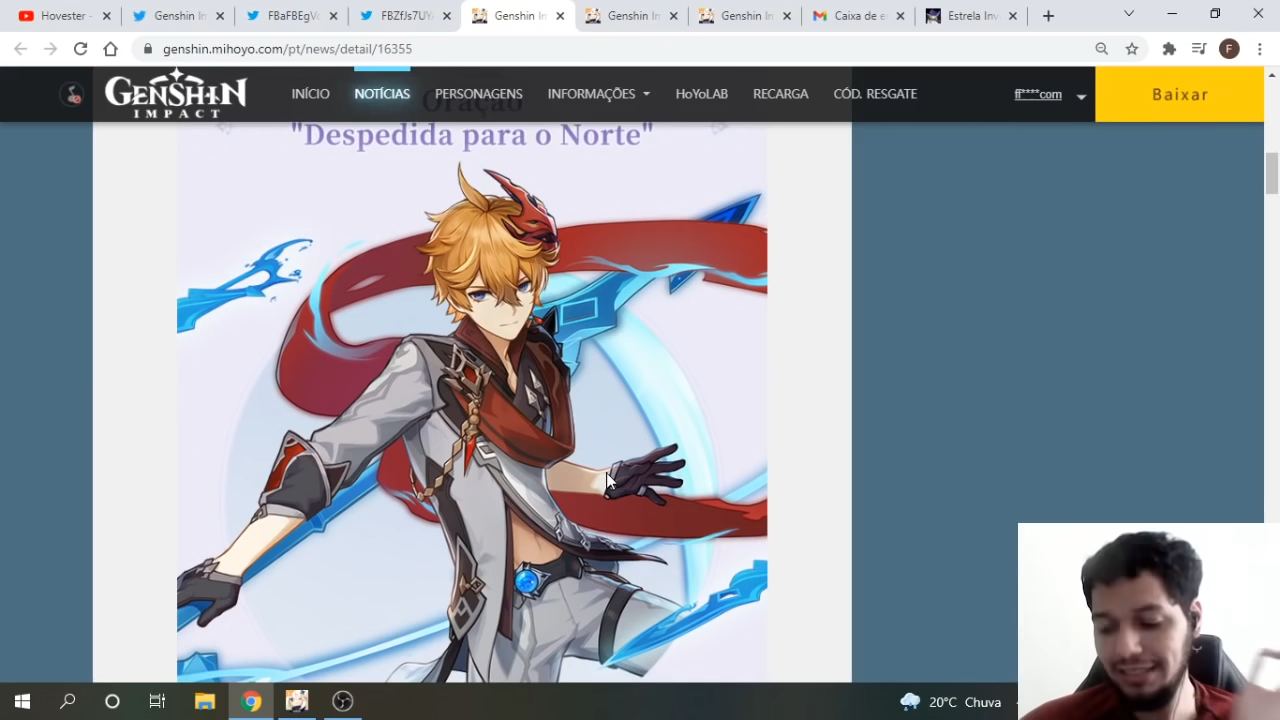 Hovester -
Genshin In
FBaFBEgVc
FBZfJs7UY
Genshin In
Genshin In
Genshin In
Caixa de e
Estrela Inv
genshin.mihoyo.com/pt/news/detail/16355
F
GENSHIN
IMPACT
INÍCIO
NOTÍCIAS
PERSONAGENS
INFORMAÇÕES
HoYoLAB
RECARGA
CÓD. RESGATE
ff****com
Baixar
Oração
"Despedida para o Norte"
20°C Chuva